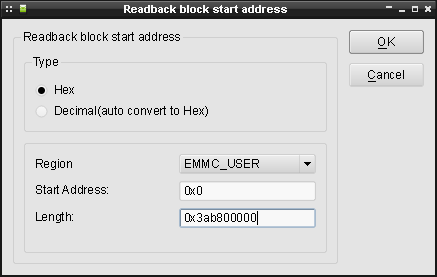 Readback block start address
Readback block start address
OK
Type
Hex
Cancel
Decimal(auto convert to Hex)
Region
EMMC_USER
Start Address:
0x0
Length:
0x3ab800000